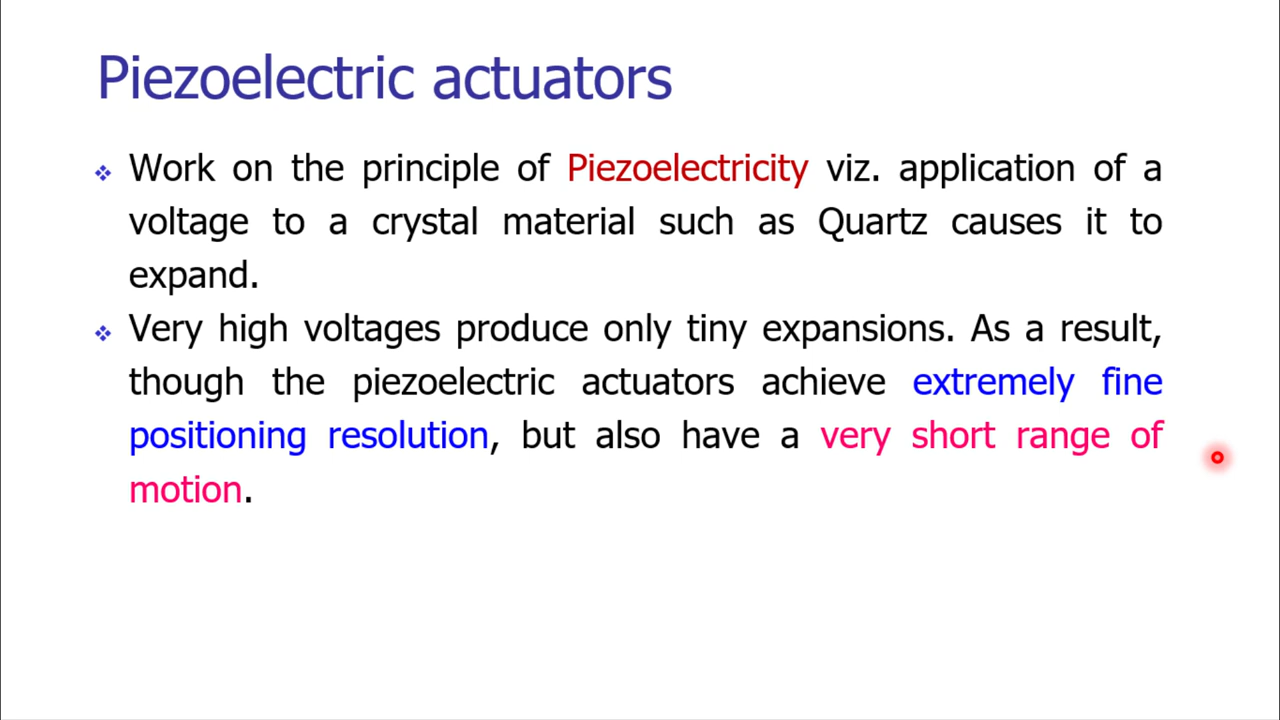 Piezoelectric actuators
Work on the principle of Piezoelectricity viz. application of a
voltage to a crystal material such as Quartz causes it to
expand.
Very high voltages produce only tiny expansions. As a result,
though the piezoelectric actuators achieve extremely fine
positioning resolution, but also have a very short range of
motion.